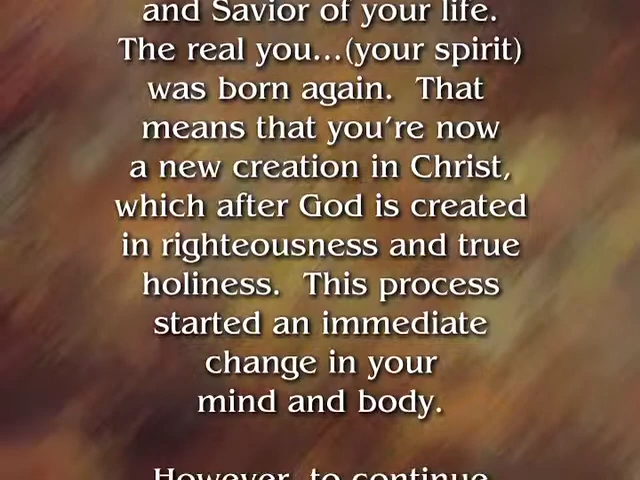 and Savior of your life.
The real you...(your spirit)
was born again. That
means that you're now
a new creation in Christ,
which after God is created
in righteousness and true
holiness. This process
started an immediate
change in your
mind and body.
However, to continue